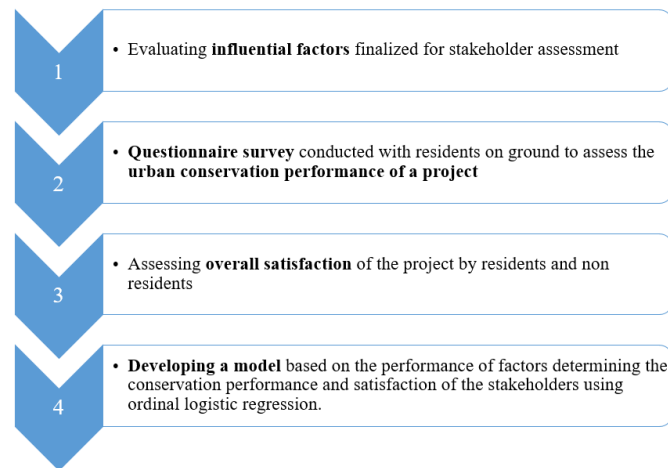 1
• Evaluating influential factors finalized for stakeholder assessment
2
• Questionnaire survey conducted with residents on ground to assess the
urban conservation performance of a project
3
• Assessing overall satisfaction of the project by residents and non
residents
4
• Developing a model based on the performance of factors determining the
conservation performance and satisfaction of the stakeholders using
ordinal logistic regression.